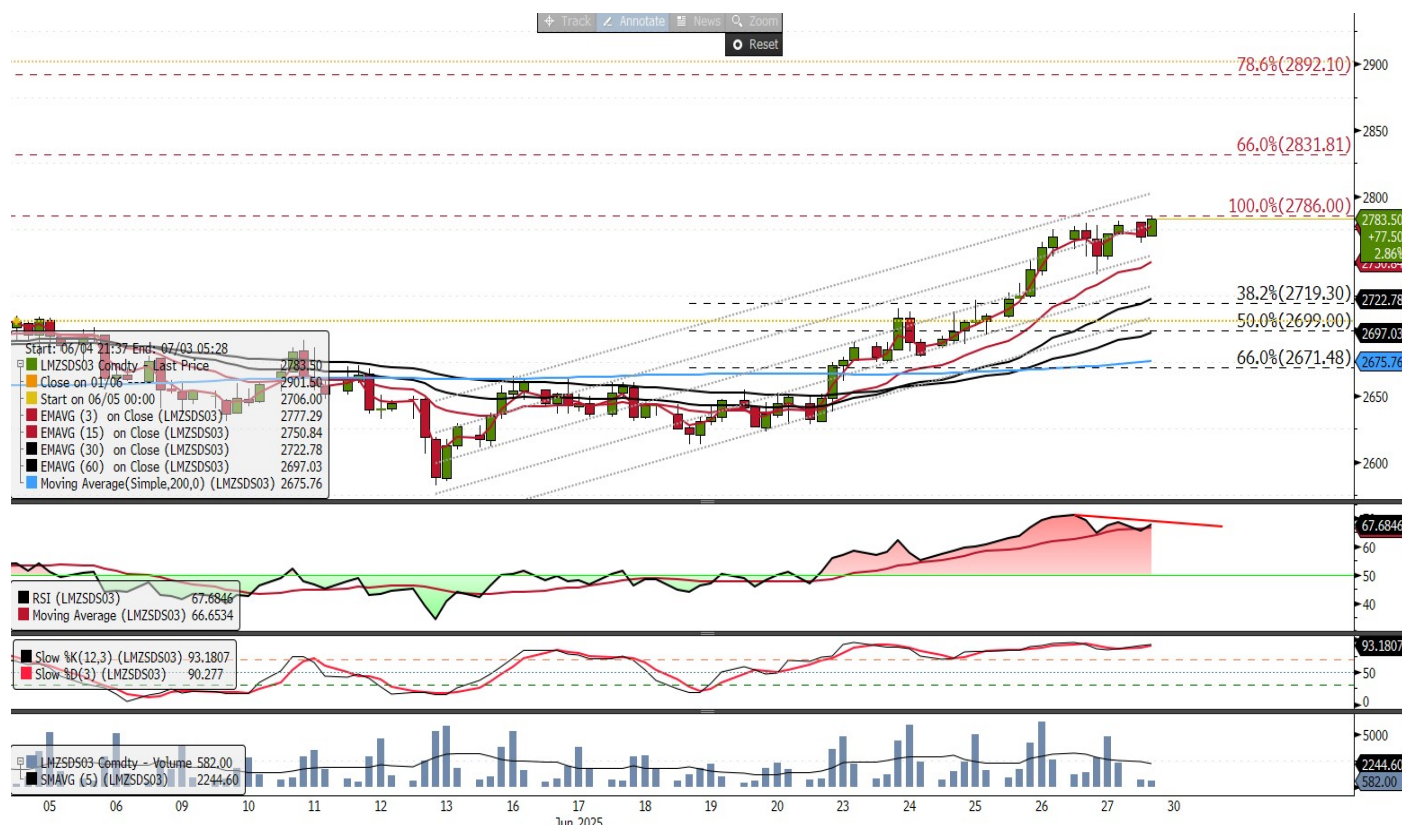 Track Annotate News Zoom
Reset
78.6%(2892.10)
2900
2850
66.0%(2831.81)
2800
100.0%(2786.00)
2783.50
+77.50
2.86%
2750.84
38.2%(2719.30)
2722.78
50.0%(2699.00)
2697.03
66.0%(2671.48)
2675.76
2650
2600
Start: 06/04 21:37 End: 07/03 05:28
LMZSDS03 Comdty - Last Price 2783.50
Close on 01/06 ---- 2901.50
Start on 06/05 00:00 2706.00
EMAVG (3) on Close (LMZSDS03) 2777.29
EMAVG (15) on Close (LMZSDS03) 2750.84
EMAVG (30) on Close (LMZSDS03) 2722.78
EMAVG (60) on Close (LMZSDS03) 2697.03
Moving Average(Simple,200,0) (LMZSDS03) 2675.76
67.6846
60
50
40
RSI (LMZSDS03) 67.6846
Moving Average (LMZSDS03) 66.6534
93.1807
50
0
Slow %K(12,3) (LMZSDS03) 93.1807
Slow %D(3) (LMZSDS03) 90.277
5000
2244.60
582.00
LMZSDS03 Comdty - Volume 582.00
SMAVG (5) (LMZSDS03) 2244.60
05 06 09 10 11 12 13 16 17 18 19 20 23 24 25 26 27 30
Jun 2025